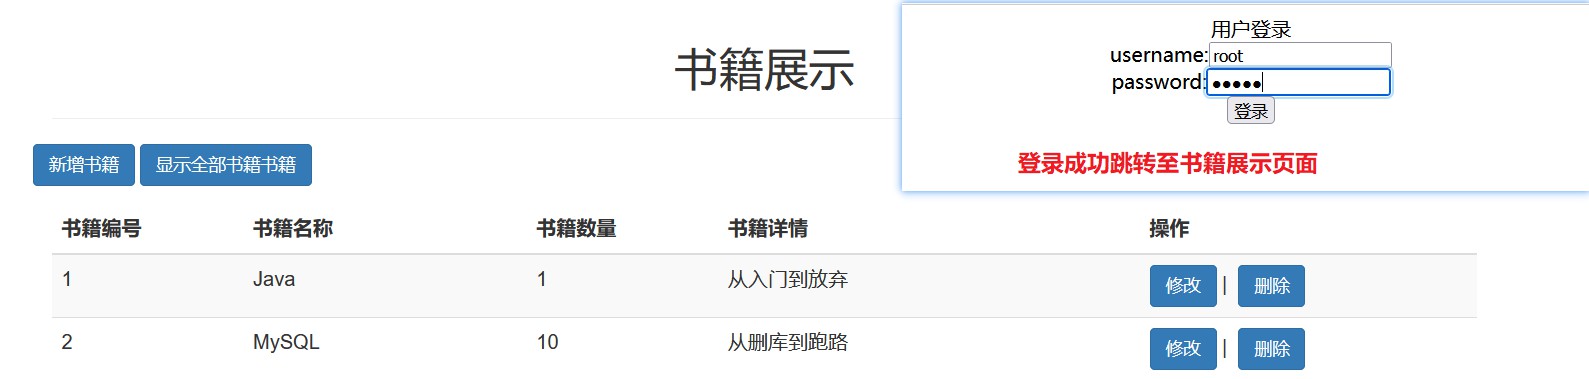 书籍展示
用户登录
username:root
password:●●●●●
登录
登录成功跳转至书籍展示页面
新增书籍 显示全部书籍书籍
书籍编号 书籍名称 书籍数量 书籍详情 操作
1 Java 1 从入门到放弃 修改 | 删除
2 MySQL 10 从删库到跑路 修改 | 删除